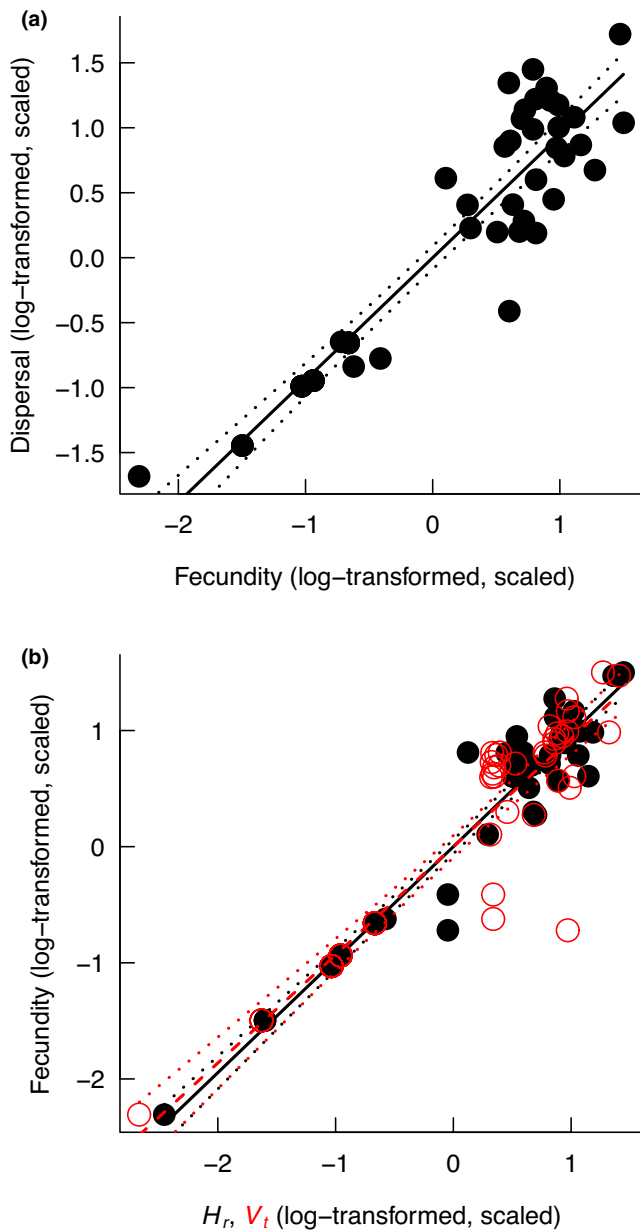 (a)
Dispersal (log−transformed, scaled)
1.5
1.0
0.5
0.0
−0.5
−1.0
−1.5
−2 −1 0 1
Fecundity (log−transformed, scaled)
(b)
Fecundity (log−transformed, scaled)
1
0
−1
−2
−2 −1 0 1
H_r, V_t (log−transformed, scaled)